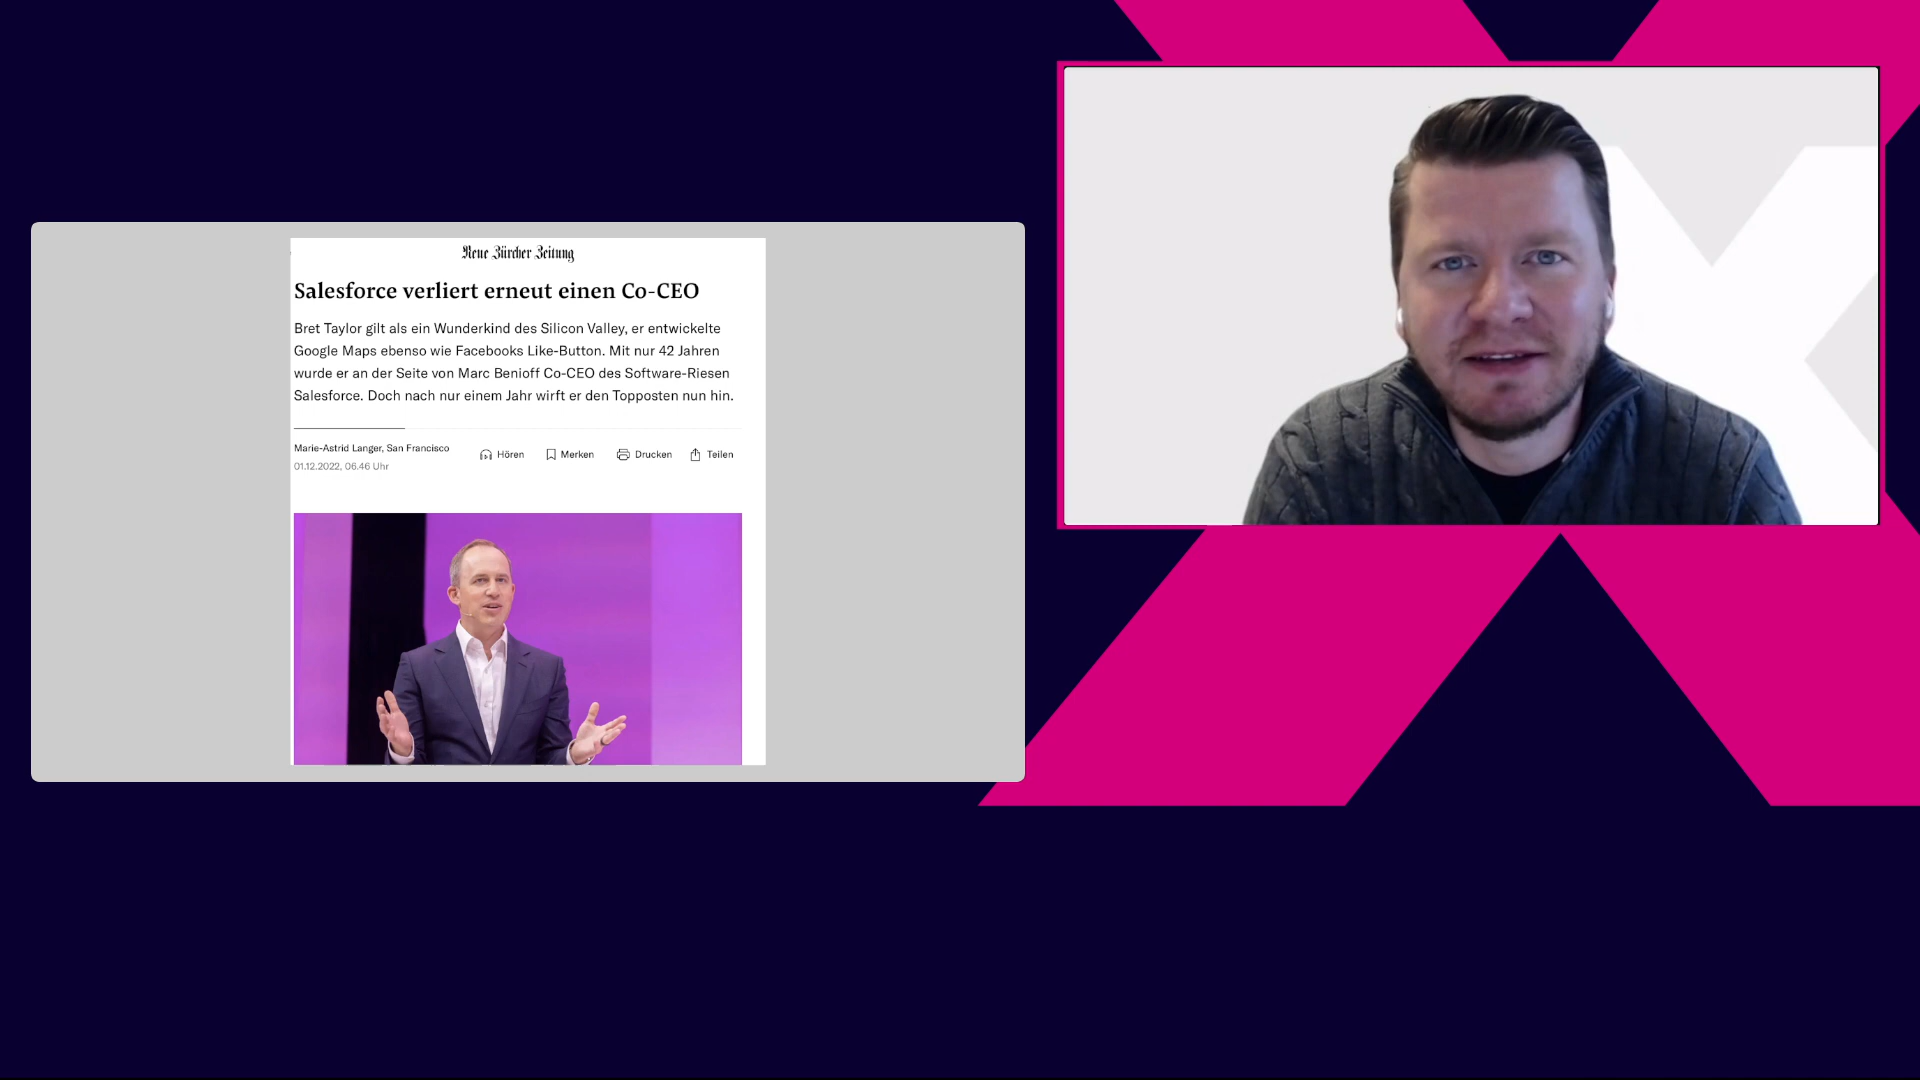 Neue Zürcher Zeitung
Salesforce verliert erneut einen Co-CEO
Bret Taylor gilt als ein Wunderkind des Silicon Valley, er entwickelte
Google Maps ebenso wie Facebooks Like-Button. Mit nur 42 Jahren
wurde er an der Seite von Marc Benioff Co-CEO des Software-Riesen
Salesforce. Doch nach nur einem Jahr wirft er den Topposten nun hin.
Marie-Astrid Langer, San Francisco
01.12.2022, 06.46 Uhr
Hören Merken Drucken Teilen